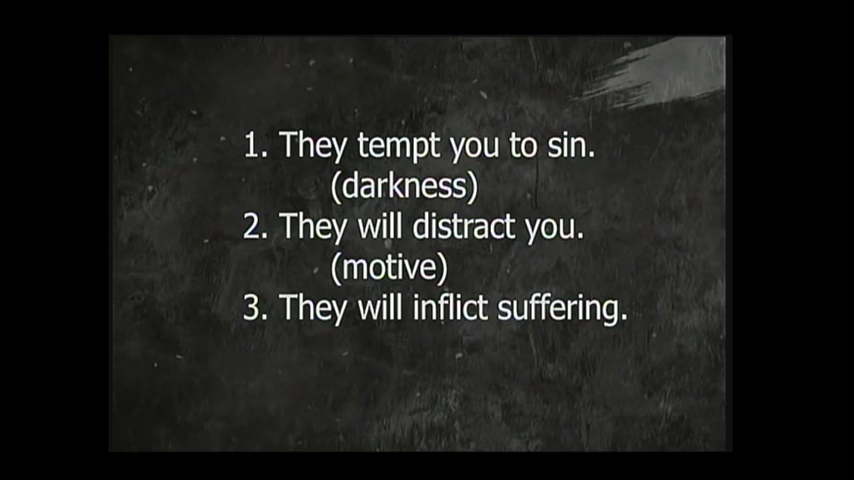 1. They tempt you to sin.
(darkness)
2. They will distract you.
(motive)
3. They will inflict suffering.